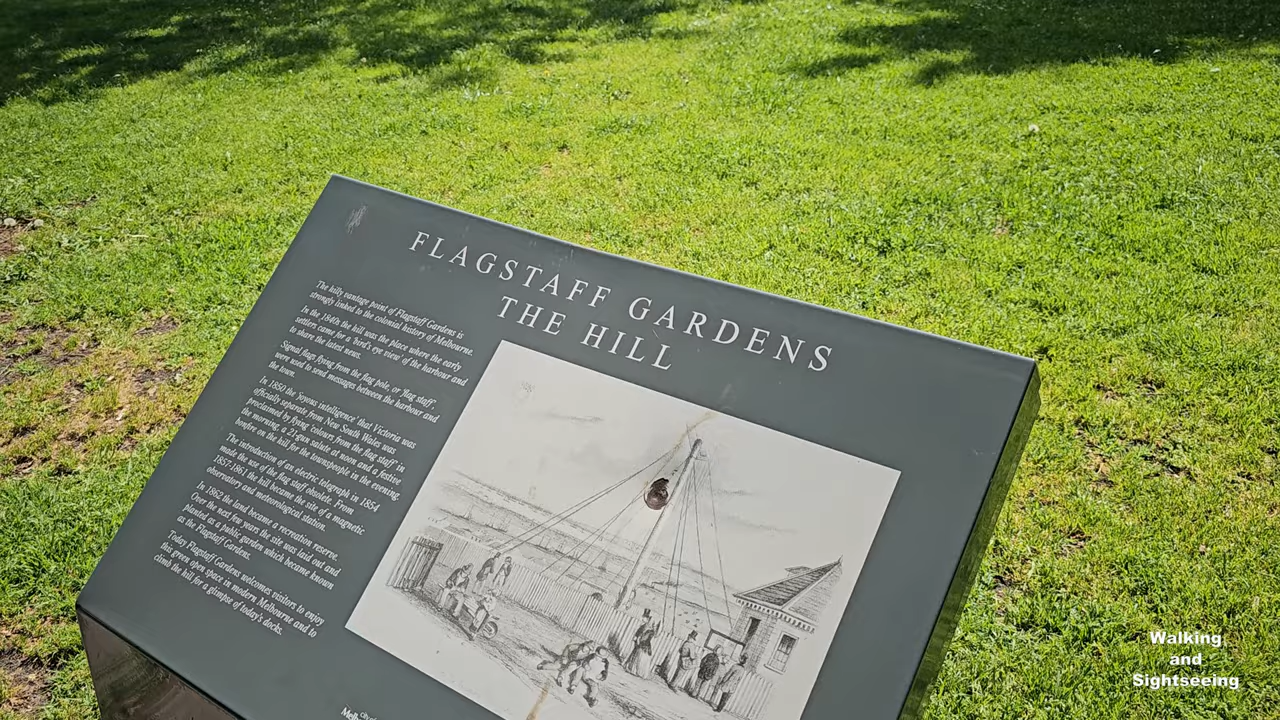 FLAGSTAFF GARDENS
THE HILL
The hilly vantage point of Flagstaff Gardens is
strongly linked to the colonial history of Melbourne.
In the 1840s the hill was the place where the early
settlers came for a 'bird's eye view' of the harbour and
to share the latest news.
Signal flags flying from the flag pole, or 'flag staff',
were used to send messages between the harbour and
the town.
In 1850 the 'joyous intelligence' that Victoria was
officially separate from New South Wales was
proclaimed by flying 'colours from the flag staff' in
the morning, a 21 gun salute at noon and a festive
bonfire on the hill for the townspeople in the evening.
The introduction of an electric telegraph in 1854
made the use of the flag staff obsolete. From
1857-1861 the hill became the site of a magnetic
observatory and meteorological station.
In 1862 the land became a recreation reserve.
Over the next few years the site was laid out and
planted as a public garden which became known
as the Flagstaff Gardens.
Today Flagstaff Gardens welcomes visitors to enjoy
this green open space in modern Melbourne and to
climb the hill for a glimpse of today's docks.
Walking
and
Sightseeing